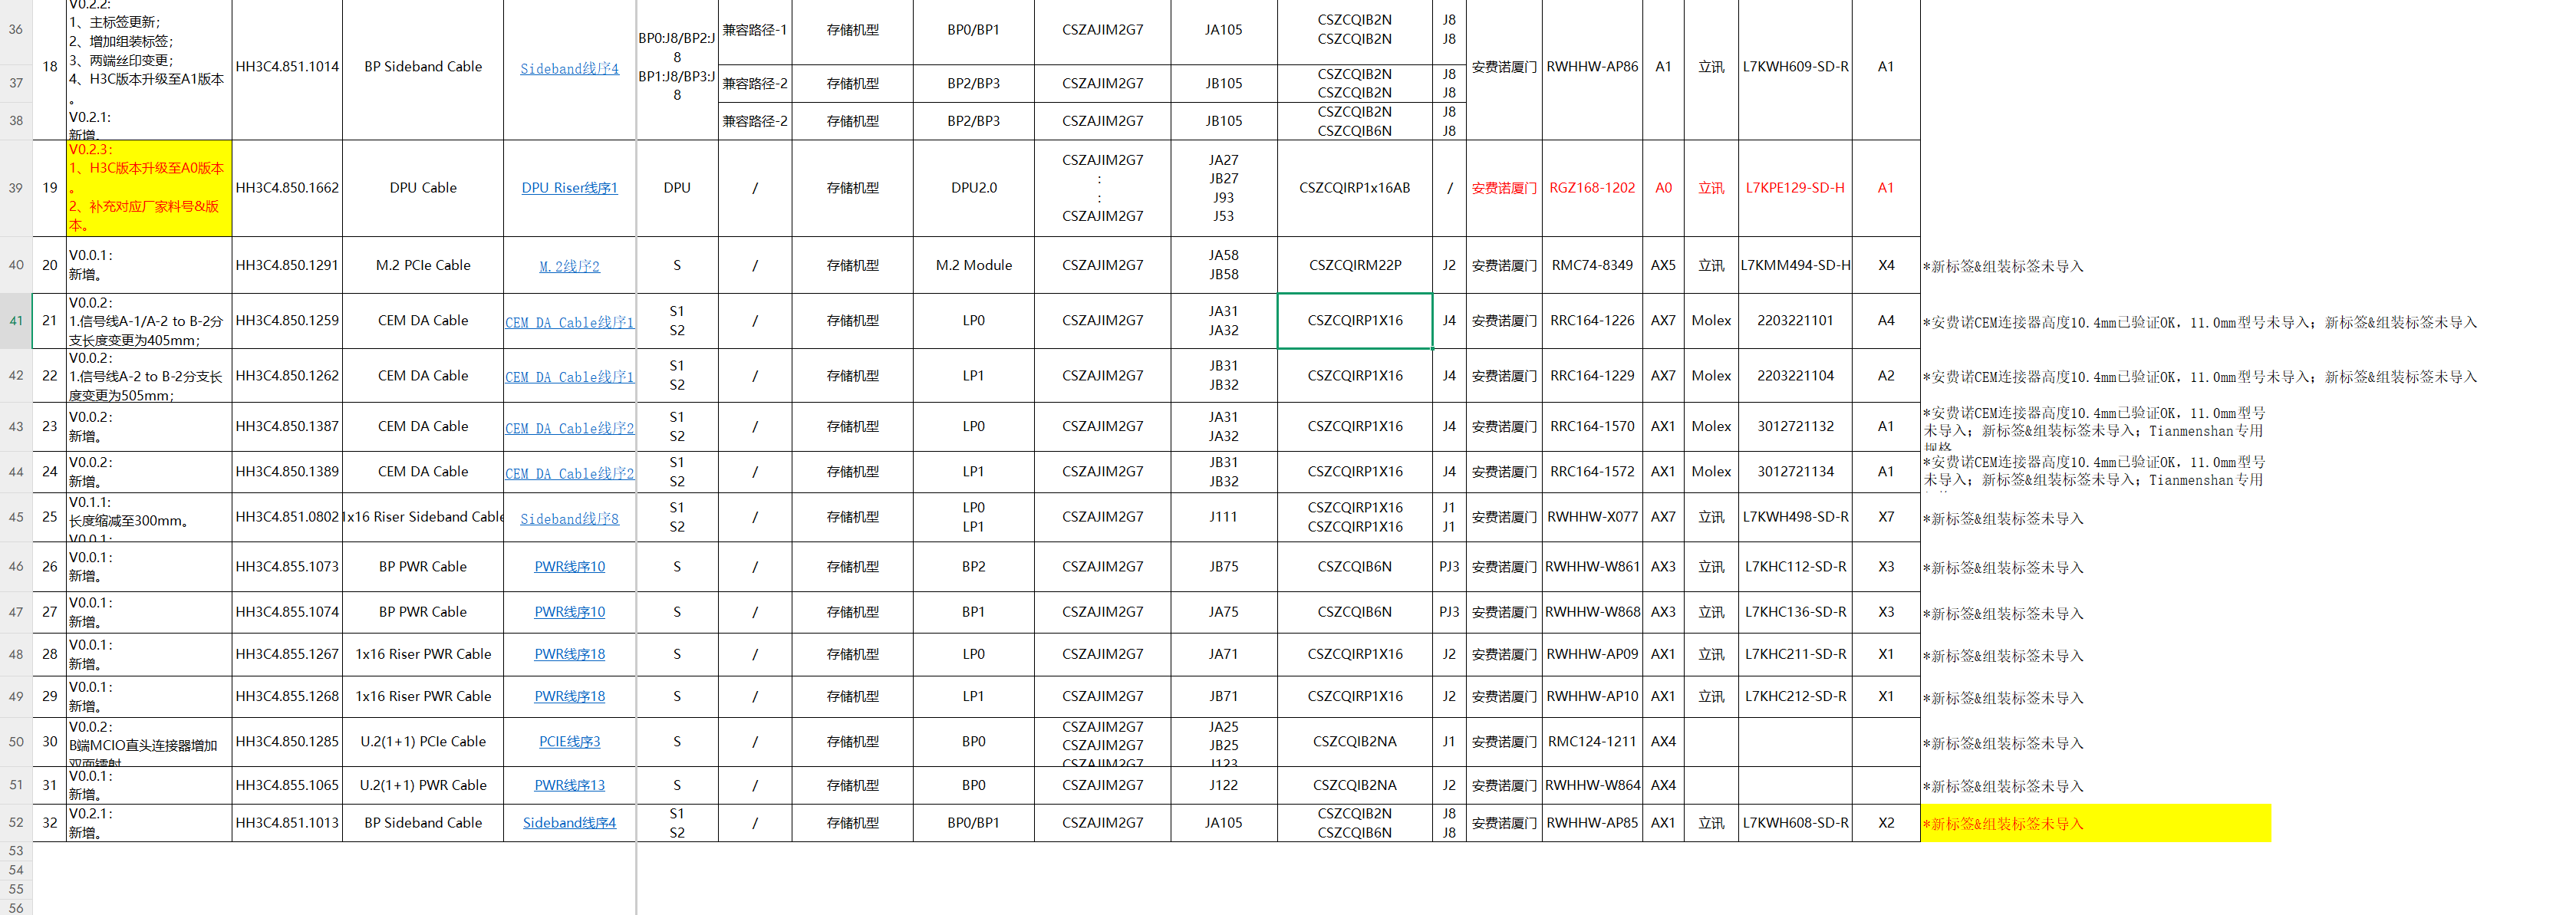 36
V0.2.2:
1、主标签更新；
2、增加组装标签；
3、两端丝印变更；
4、H3C版本升级至A1版本
。
V0.2.1:
新增。
18 HH3C4.851.1014 BP Sideband Cable Sideband线序4
BP0:J8/BP2:J
8
BP1:J8/BP3:J
8
兼容路径-1 存储机型 BP0/BP1 CSZAJIM2G7 JA105
CSZCQIB2N J8
CSZCQIB2N J8
安费诺厦门 RWHHW-AP86 A1 立讯 L7KWH609-SD-R A1
37 兼容路径-2 存储机型 BP2/BP3 CSZAJIM2G7 JB105
CSZCQIB2N J8
CSZCQIB2N J8
38 兼容路径-2 存储机型 BP2/BP3 CSZAJIM2G7 JB105
CSZCQIB2N J8
CSZCQIB6N J8
39 19
V0.2.3:
1、H3C版本升级至A0版本
。
2、补充对应厂家料号&版
本。
HH3C4.850.1662 DPU Cable DPU Riser线序1 DPU / 存储机型 DPU2.0
CSZAJIM2G7
:
:
CSZAJIM2G7
JA27
JB27
J93
J53
CSZCQIRP1x16AB / 安费诺厦门 RGZ168-1202 A0 立讯 L7KPE129-SD-H A1
40 20
V0.0.1:
新增。
HH3C4.850.1291 M.2 PCIe Cable M.2线序2 S / 存储机型 M.2 Module CSZAJIM2G7
JA58
JB58
CSZCQIRM22P J2 安费诺厦门 RMC74-8349 AX5 立讯 L7KMM494-SD-H X4 *新标签&组装标签未导入
41 21
V0.0.2:
1.信号线A-1/A-2 to B-2分
支长度变更为405mm；
HH3C4.850.1259 CEM DA Cable CEM DA Cable线序1
S1
S2
/ 存储机型 LP0 CSZAJIM2G7
JA31
JA32
CSZCQIRP1X16 J4 安费诺厦门 RRC164-1226 AX7 Molex 2203221101 A4 *安费诺CEM连接器高度10.4mm已验证OK，11.0mm型号未导入；新标签&组装标签未导入
42 22
V0.0.2:
1.信号线A-2 to B-2分支长
度变更为505mm；
HH3C4.850.1262 CEM DA Cable CEM DA Cable线序1
S1
S2
/ 存储机型 LP1 CSZAJIM2G7
JB31
JB32
CSZCQIRP1X16 J4 安费诺厦门 RRC164-1229 AX7 Molex 2203221104 A2 *安费诺CEM连接器高度10.4mm已验证OK，11.0mm型号未导入；新标签&组装标签未导入
43 23
V0.0.2:
新增。
HH3C4.850.1387 CEM DA Cable CEM DA Cable线序2
S1
S2
/ 存储机型 LP0 CSZAJIM2G7
JA31
JA32
CSZCQIRP1X16 J4 安费诺厦门 RRC164-1570 AX1 Molex 3012721132 A1
*安费诺CEM连接器高度10.4mm已验证OK，11.0mm型号
未导入；新标签&组装标签未导入；Tianmenshan专用
规格
44 24
V0.0.2:
新增。
HH3C4.850.1389 CEM DA Cable CEM DA Cable线序2
S1
S2
/ 存储机型 LP1 CSZAJIM2G7
JB31
JB32
CSZCQIRP1X16 J4 安费诺厦门 RRC164-1572 AX1 Molex 3012721134 A1
*安费诺CEM连接器高度10.4mm已验证OK，11.0mm型号
未导入；新标签&组装标签未导入；Tianmenshan专用
45 25
V0.1.1:
长度缩减至300mm。
V0.0.1:
HH3C4.851.0802 1x16 Riser Sideband Cable Sideband线序8
S1
S2
/ 存储机型
LP0
LP1
CSZAJIM2G7 J111
CSZCQIRP1X16 J1
CSZCQIRP1X16 J1
安费诺厦门 RWHHW-X077 AX7 立讯 L7KWH498-SD-R X7 *新标签&组装标签未导入
46 26
V0.0.1:
新增。
HH3C4.855.1073 BP PWR Cable PWR线序10 S / 存储机型 BP2 CSZAJIM2G7 JB75 CSZCQIB6N PJ3 安费诺厦门 RWHHW-W861 AX3 立讯 L7KHC112-SD-R X3 *新标签&组装标签未导入
47 27
V0.0.1:
新增。
HH3C4.855.1074 BP PWR Cable PWR线序10 S / 存储机型 BP1 CSZAJIM2G7 JA75 CSZCQIB6N PJ3 安费诺厦门 RWHHW-W868 AX3 立讯 L7KHC136-SD-R X3 *新标签&组装标签未导入
48 28
V0.0.1:
新增。
HH3C4.855.1267 1x16 Riser PWR Cable PWR线序18 S / 存储机型 LP0 CSZAJIM2G7 JA71 CSZCQIRP1X16 J2 安费诺厦门 RWHHW-AP09 AX1 立讯 L7KHC211-SD-R X1 *新标签&组装标签未导入
49 29
V0.0.1:
新增。
HH3C4.855.1268 1x16 Riser PWR Cable PWR线序18 S / 存储机型 LP1 CSZAJIM2G7 JB71 CSZCQIRP1X16 J2 安费诺厦门 RWHHW-AP10 AX1 立讯 L7KHC212-SD-R X1 *新标签&组装标签未导入
50 30
V0.0.2:
B端MCIO直头连接器增加
双面镭射
HH3C4.850.1285 U.2(1+1) PCIe Cable PCIE线序3 S / 存储机型 BP0
CSZAJIM2G7 JA25
CSZAJIM2G7 JB25
CSZAJIM2G7 J123
CSZCQIB2NA J1 安费诺厦门 RMC124-1211 AX4 *新标签&组装标签未导入
51 31
V0.0.1:
新增。
HH3C4.855.1065 U.2(1+1) PWR Cable PWR线序13 S / 存储机型 BP0 CSZAJIM2G7 J122 CSZCQIB2NA J2 安费诺厦门 RWHHW-W864 AX4 *新标签&组装标签未导入
52 32
V0.2.1:
新增。
HH3C4.851.1013 BP Sideband Cable Sideband线序4
S1
S2
/ 存储机型 BP0/BP1 CSZAJIM2G7 JA105
CSZCQIB2N J8
CSZCQIB6N J8
安费诺厦门 RWHHW-AP85 AX1 立讯 L7KWH608-SD-R X2 *新标签&组装标签未导入
53
54
55
56